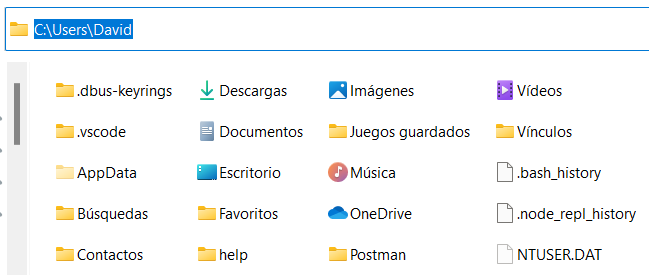 C:\Users\David
.dbus-keyrings Descargas Imágenes Vídeos
.vscode Documentos Juegos guardados Vínculos
AppData Escritorio Música .bash_history
Búsquedas Favoritos OneDrive .node_repl_history
Contactos help Postman NTUSER.DAT